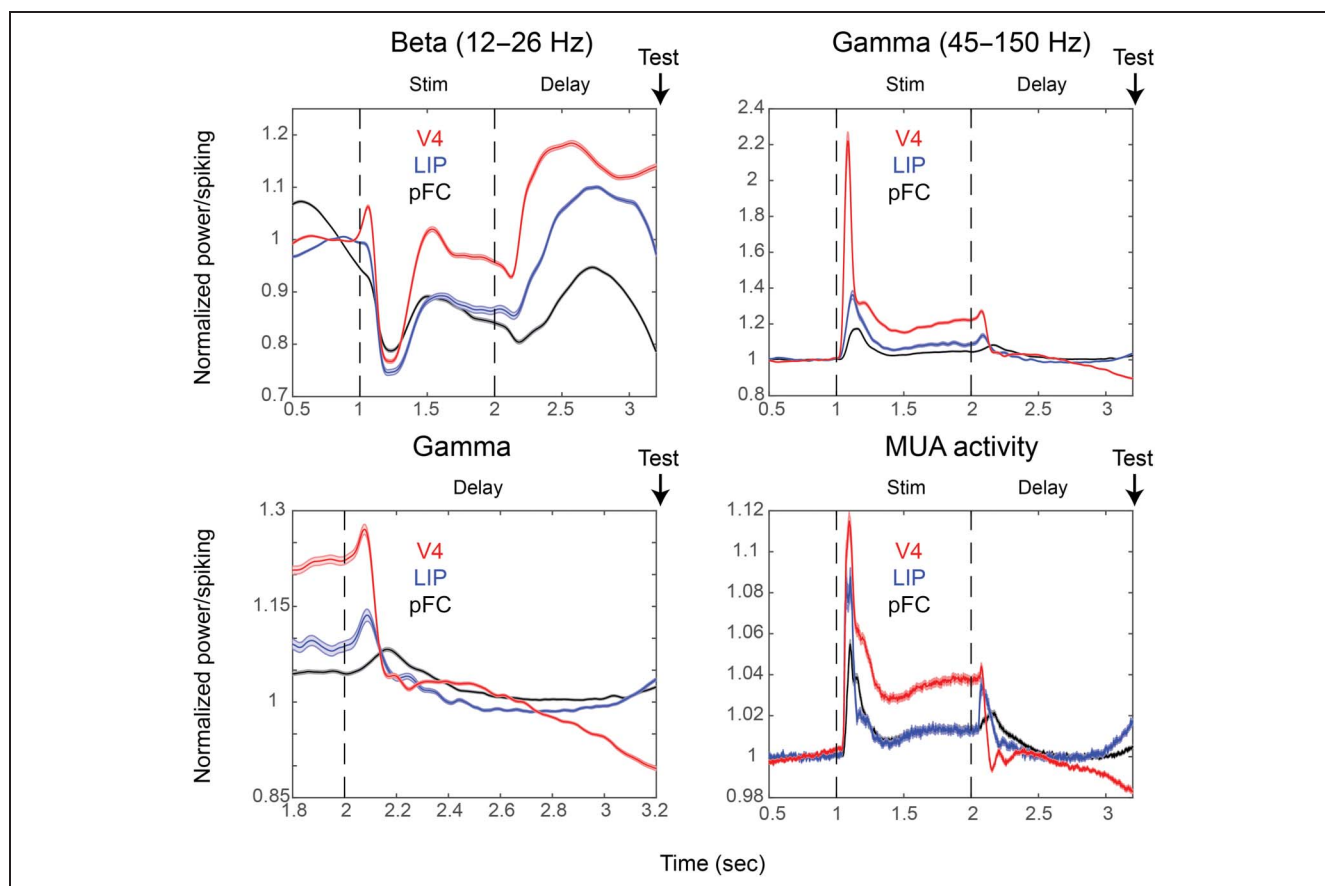 Beta (12–26 Hz)
Test
Stim
Delay
Normalized power/spiking
1.2
1.1
1
0.9
0.8
0.7
V4
LIP
pFC
0.5
1
1.5
2
2.5
3
Gamma (45–150 Hz)
Test
Stim
Delay
2.4
2.2
2
1.8
1.6
1.4
1.2
1
0.8
V4
LIP
pFC
0.5
1
1.5
2
2.5
3
Gamma
Test
Delay
Normalized power/spiking
1.3
1.15
1
0.85
V4
LIP
pFC
1.8
2
2.2
2.4
2.6
2.8
3
3.2
MUA activity
Test
Stim
Delay
1.12
1.1
1.08
1.06
1.04
1.02
1
0.98
V4
LIP
pFC
0.5
1
1.5
2
2.5
3
Time (sec)